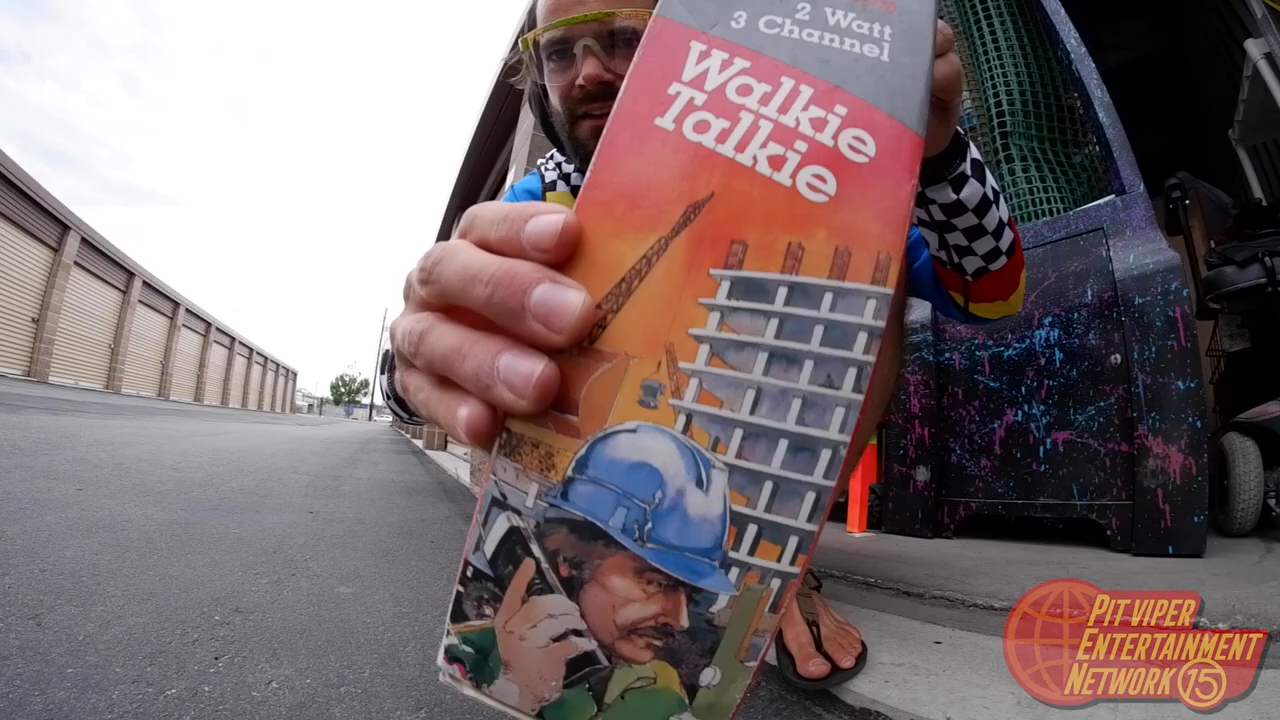 2 Watt
3 Channel
Walkie
Talkie
PIT VIPER
ENTERTAINMENT
NETWORK 15